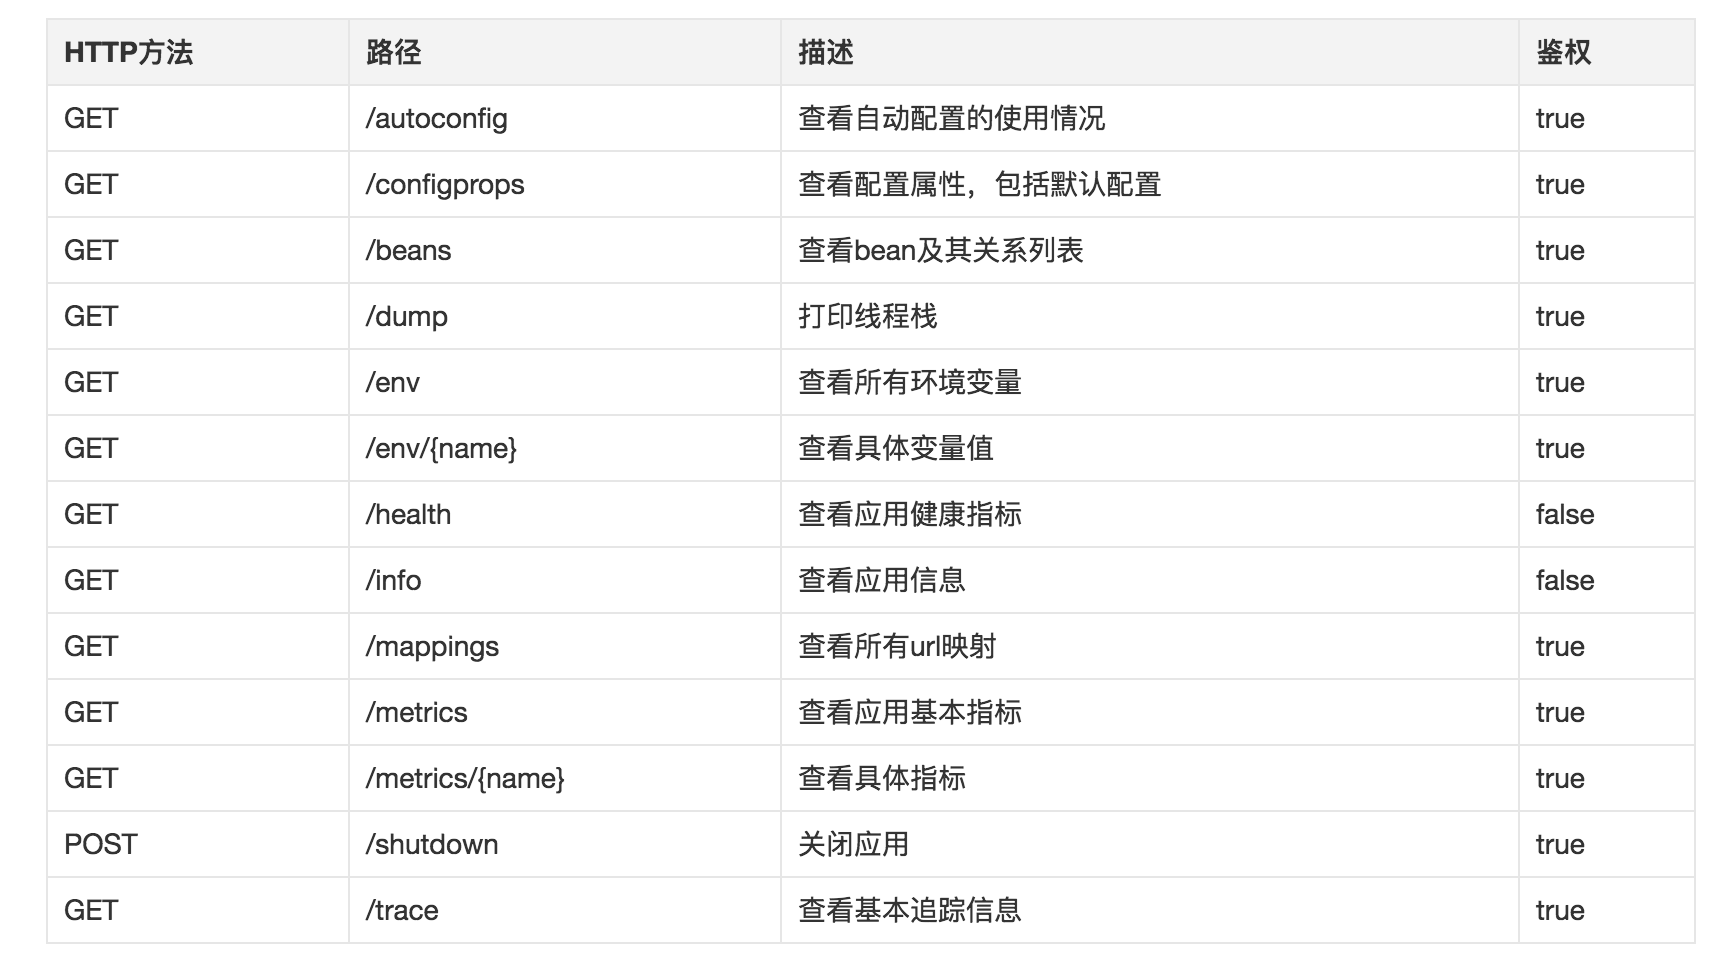 HTTP方法 路径 描述 鉴权
GET /autoconfig 查看自动配置的使用情况 true
GET /configprops 查看配置属性，包括默认配置 true
GET /beans 查看bean及其关系列表 true
GET /dump 打印线程栈 true
GET /env 查看所有环境变量 true
GET /env/{name} 查看具体变量值 true
GET /health 查看应用健康指标 false
GET /info 查看应用信息 false
GET /mappings 查看所有url映射 true
GET /metrics 查看应用基本指标 true
GET /metrics/{name} 查看具体指标 true
POST /shutdown 关闭应用 true
GET /trace 查看基本追踪信息 true